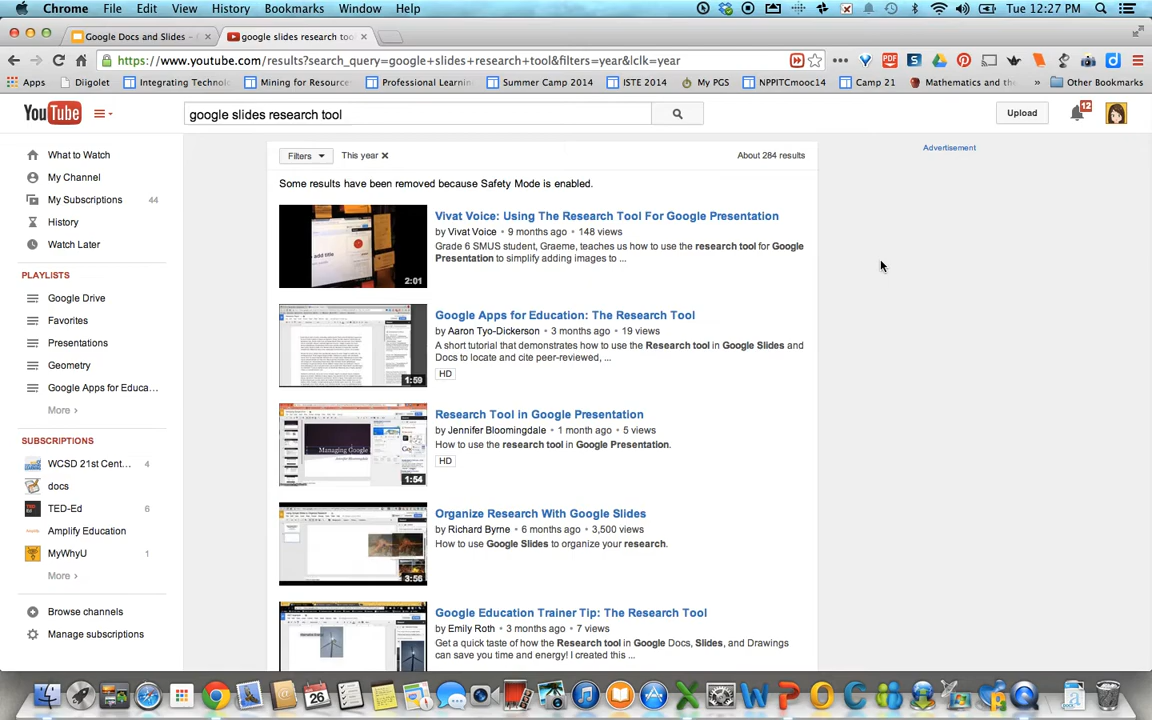 Chrome File Edit View History Bookmarks Window Help Tue 12:27 PM
Google Docs and Slides - google slides research tool
https://www.youtube.com/results?search_query=google+slides+research+tool&filters=year&lclk=year
Apps Diigolet Integrating Techno Mining for Resource Professional Learning Summer Camp 2014 ISTE 2014 My PGS NPPITCmooc14 Camp 21 Mathematics with a » Other Bookmarks
YouTube google slides research tool Upload 12
What to Watch
My Channel
My Subscriptions 44
History
Watch Later
PLAYLISTS
Google Drive
Favorites
Presentations
Geometry
Google Apps for Educa...
More ›
SUBSCRIPTIONS
WCSD 21st Cent... 4
docs
TED-Ed 6
Amplify Education
MyWhyU 1
More ›
Browse channels
Manage subscriptions
Filters This year × About 284 results
Some results have been removed because Safety Mode is enabled.
Vivat Voice: Using The Research Tool For Google Presentation
by Vivat Voice • 9 months ago • 148 views
Grade 6 SMUS student, Graeme, teaches us how to use the research tool for Google
Presentation to simplify adding images to ...
2:01
Google Apps for Education: The Research Tool
by Aaron Tyo-Dickerson • 3 months ago • 19 views
A short tutorial that demonstrates how to use the Research tool in Google Slides and
Docs to locate and cite peer-reviewed, ...
HD
1:59
Research Tool in Google Presentation
by Jennifer Bloomingdale • 1 month ago • 5 views
How to use the research tool in Google Presentation.
HD
Managing Google
1:54
Organize Research With Google Slides
by Richard Byrne • 6 months ago • 3,500 views
How to use Google Slides to organize your research.
3:56
Google Education Trainer Tip: The Research Tool
by Emily Roth • 3 months ago • 7 views
Get a quick taste of how the Research tool in Google Docs, Slides, and Drawings
can save you time and energy! I created this ...
Advertisement